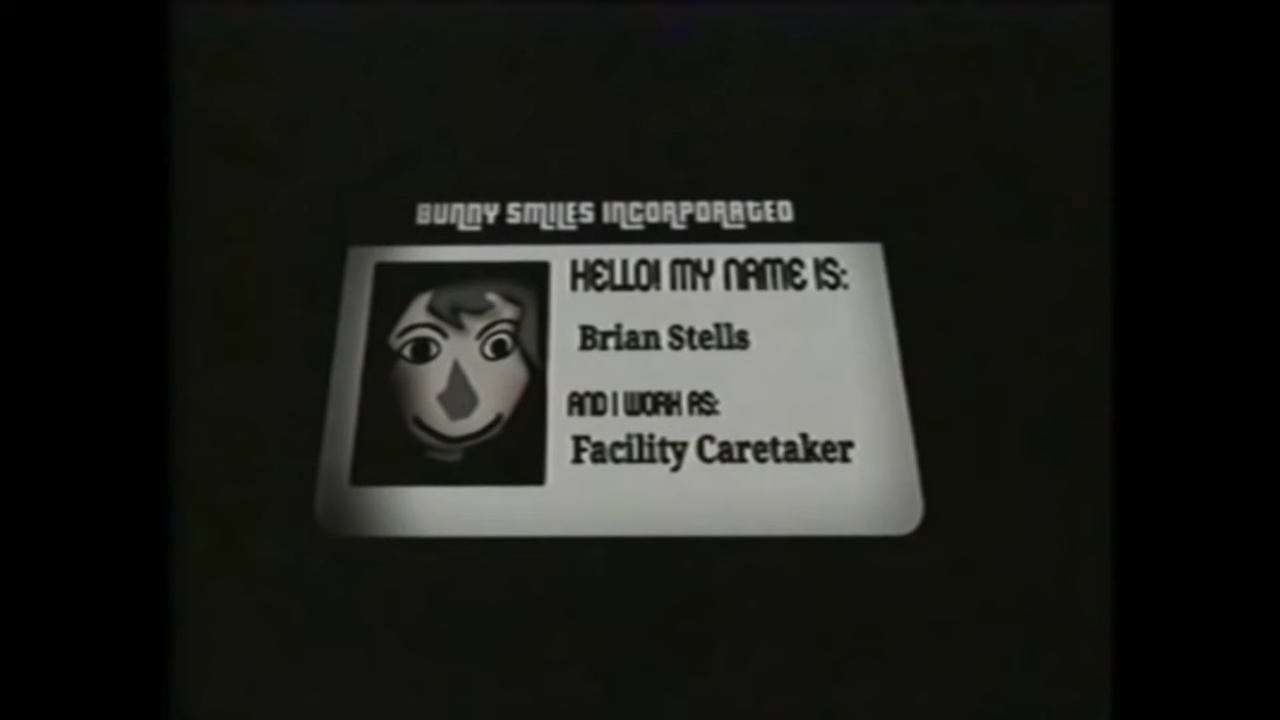 BUNNY SMILES INCORPORATED
HELLO! MY NAME IS:
Brian Stells
AND I WORK AS:
Facility Caretaker